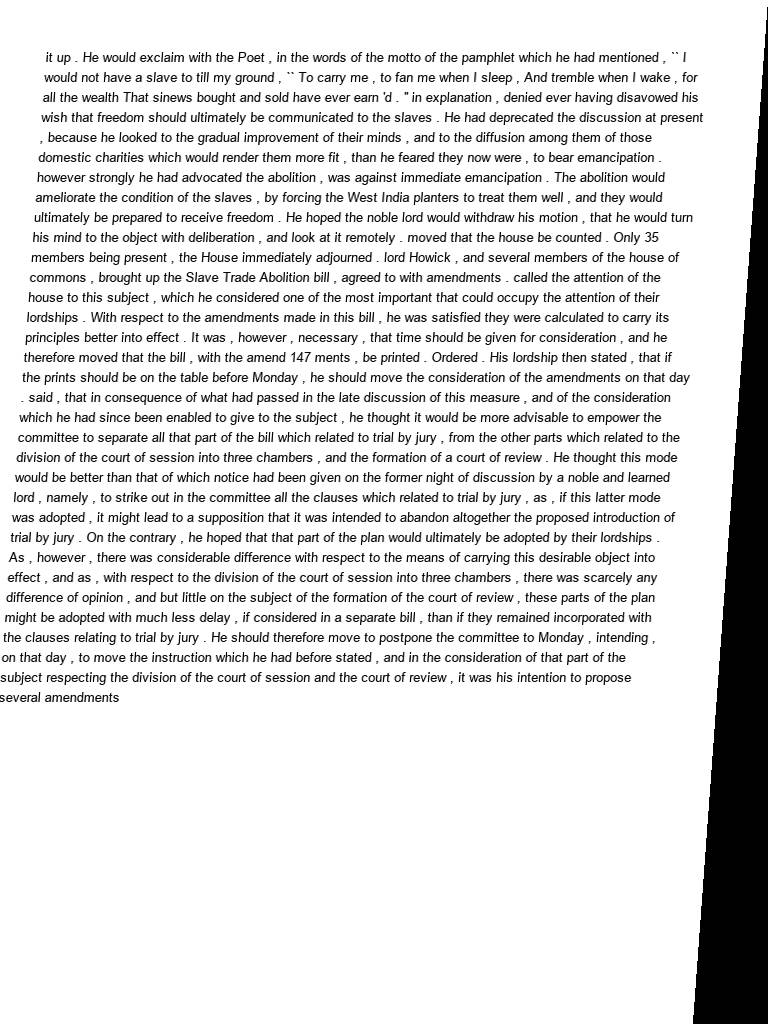 it up . He would exclaim with the Poet , in the words of the motto of the pamphlet which he had mentioned , `` I
would not have a slave to till my ground , `` To carry me , to fan me when I sleep , And tremble when I wake , for
all the wealth That sinews bought and sold have ever earn 'd . " in explanation , denied ever having disavowed his
wish that freedom should ultimately be communicated to the slaves . He had deprecated the discussion at present
, because he looked to the gradual improvement of their minds , and to the diffusion among them of those
domestic charities which would render them more fit , than he feared they now were , to bear emancipation .
however strongly he had advocated the abolition , was against immediate emancipation . The abolition would
ameliorate the condition of the slaves , by forcing the West India planters to treat them well , and they would
ultimately be prepared to receive freedom . He hoped the noble lord would withdraw his motion , that he would turn
his mind to the object with deliberation , and look at it remotely . moved that the house be counted . Only 35
members being present , the House immediately adjourned . lord Howick , and several members of the house of
commons , brought up the Slave Trade Abolition bill , agreed to with amendments . called the attention of the
house to this subject , which he considered one of the most important that could occupy the attention of their
lordships . With respect to the amendments made in this bill , he was satisfied they were calculated to carry its
principles better into effect . It was , however , necessary , that time should be given for consideration , and he
therefore moved that the bill , with the amend 147 ments , be printed . Ordered . His lordship then stated , that if
the prints should be on the table before Monday , he should move the consideration of the amendments on that day
. said , that in consequence of what had passed in the late discussion of this measure , and of the consideration
which he had since been enabled to give to the subject , he thought it would be more advisable to empower the
committee to separate all that part of the bill which related to trial by jury , from the other parts which related to the
division of the court of session into three chambers , and the formation of a court of review . He thought this mode
would be better than that of which notice had been given on the former night of discussion by a noble and learned
lord , namely , to strike out in the committee all the clauses which related to trial by jury , as , if this latter mode
was adopted , it might lead to a supposition that it was intended to abandon altogether the proposed introduction of
trial by jury . On the contrary , he hoped that that part of the plan would ultimately be adopted by their lordships .
As , however , there was considerable difference with respect to the means of carrying this desirable object into
effect , and as , with respect to the division of the court of session into three chambers , there was scarcely any
difference of opinion , and but little on the subject of the formation of the court of review , these parts of the plan
might be adopted with much less delay , if considered in a separate bill , than if they remained incorporated with
the clauses relating to trial by jury . He should therefore move to postpone the committee to Monday , intending ,
on that day , to move the instruction which he had before stated , and in the consideration of that part of the
subject respecting the division of the court of session and the court of review , it was his intention to propose
several amendments